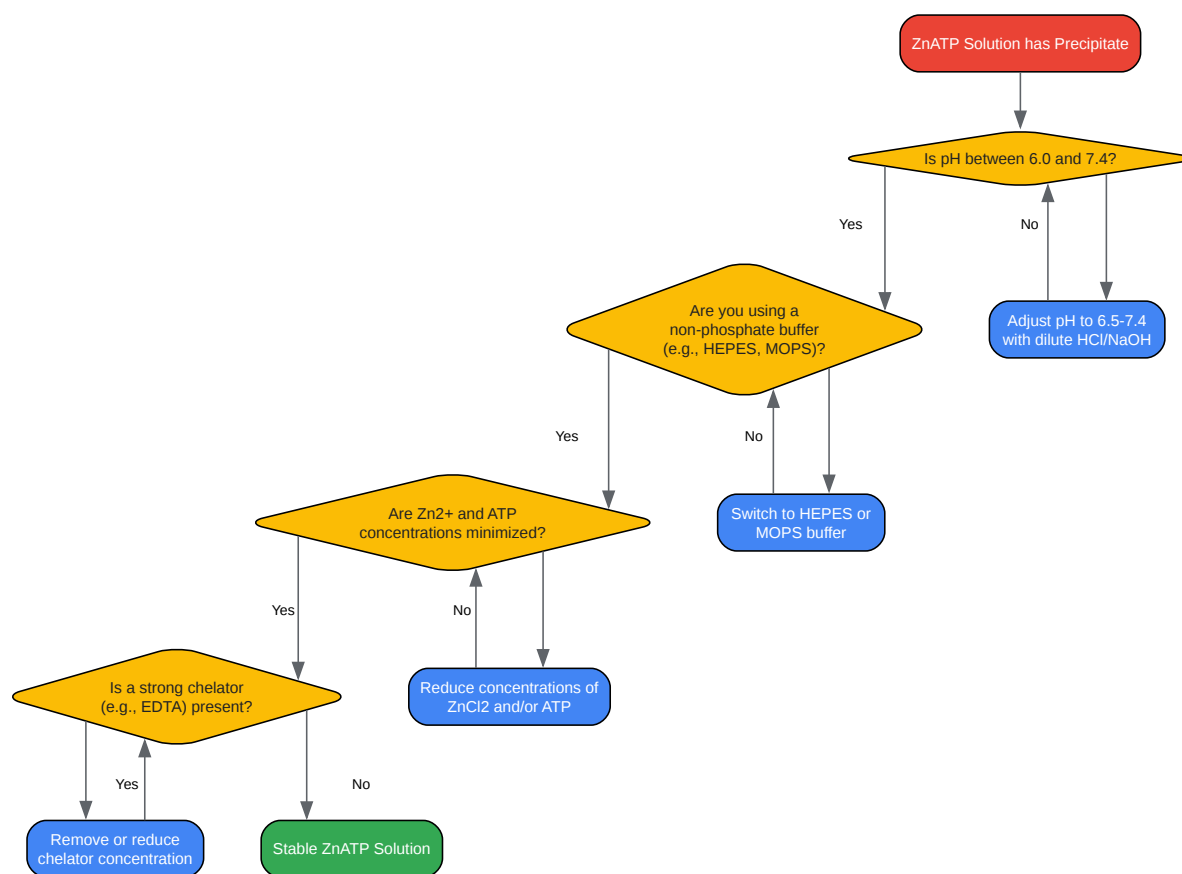 ZnATP Solution has Precipitate
Is pH between 6.0 and 7.4?
Yes
No
Are you using a
non-phosphate buffer
(e.g., HEPES, MOPS)?
Adjust pH to 6.5-7.4
with dilute HCl/NaOH
Yes
No
Are Zn2+ and ATP
concentrations minimized?
Switch to HEPES or
MOPS buffer
Yes
No
Is a strong chelator
(e.g., EDTA) present?
Reduce concentrations of
ZnCl2 and/or ATP
Yes
No
Remove or reduce
chelator concentration
Stable ZnATP Solution